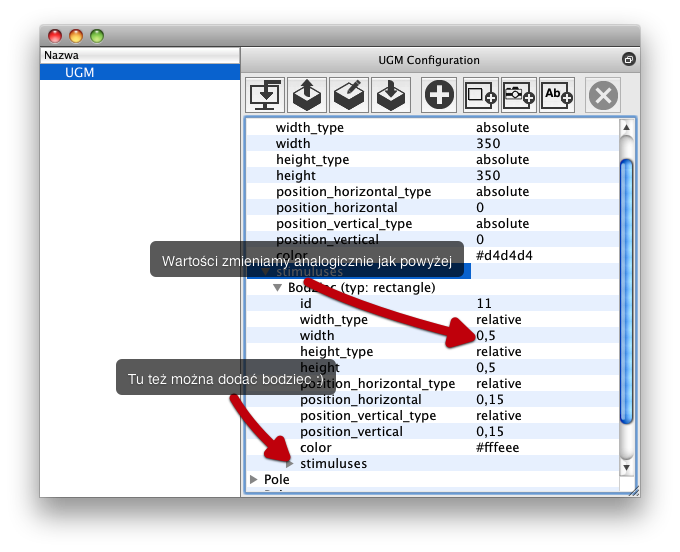 Nazwa
UGM
UGM Configuration
Ab
width_type absolute
width 350
height_type absolute
height 350
position_horizontal_type absolute
position_horizontal 0
position_vertical_type absolute
position_vertical 0
color #d4d4d4
Wartości zmieniamy analogicznie jak powyżej
stimuluses
Bodziec (typ: rectangle)
id 11
width_type relative
width 0,5
height_type relative
height 0,5
Tu też można dodać bodziec :)
position_horizontal_type relative
position_horizontal 0,15
position_vertical_type relative
position_vertical 0,15
color #fffeee
stimuluses
Pole